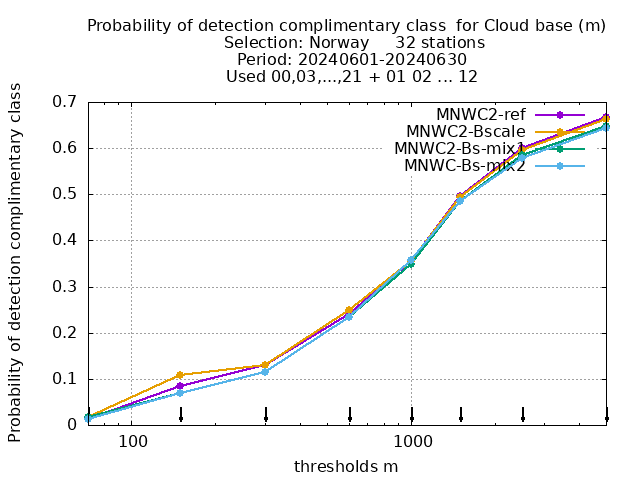 Probability of detection complimentary class  for Cloud base (m)
Selection: Norway     32 stations
Period: 20240601-20240630
Used 00,03,...,21 + 01 02 ... 12
Probability of detection complimentary class
0.7
0.6
0.5
0.4
0.3
0.2
0.1
0
MNWC2-ref
MNWC2-Bscale
MNWC2-Bs-mix1
MNWC-Bs-mix2
100
1000
thresholds m